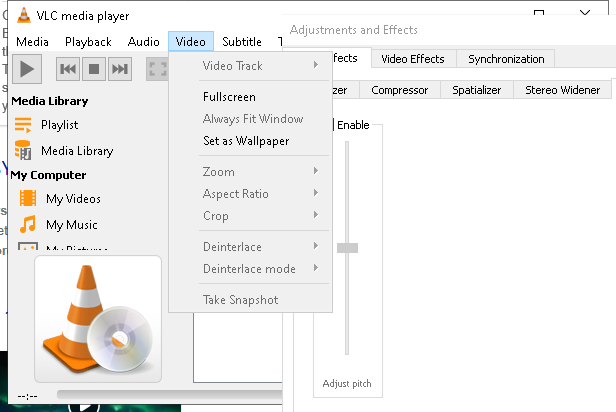 VLC media player
Media Playback Audio Video Subtitle T
Media Library
Playlist
Media Library
My Computer
My Videos
My Music
My Pictures
--:--
Video Track
Fullscreen
Always Fit Window
Set as Wallpaper
Zoom
Aspect Ratio
Crop
Deinterlace
Deinterlace mode
Take Snapshot
Adjustments and Effects
fects Video Effects Synchronization
zer Compressor Spatializer Stereo Widener
Enable
Adjust pitch